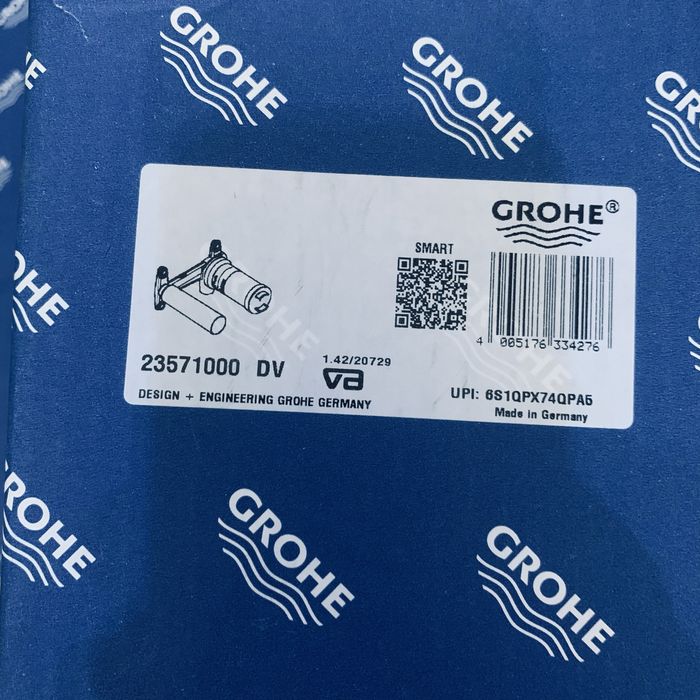 GROHE
GROHE
GROHE
GROHE®
SMART
4 005176 334276
23571000 DV
1.42/20729
va
DESIGN + ENGINEERING GROHE GERMANY
UPI: 6S1QPX74QPA5
Made in Germany
GROHE
GROHE
GROHE